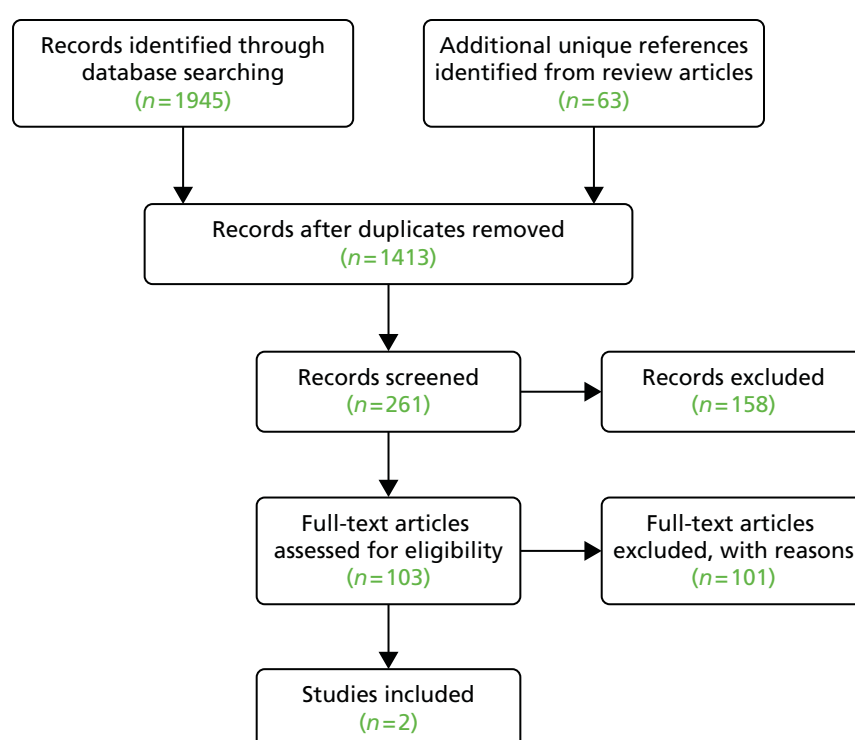 Records identified through
database searching
(n=1945)
Additional unique references
identified from review articles
(n=63)
Records after duplicates removed
(n=1413)
Records screened
(n=261)
Records excluded
(n=158)
Full-text articles
assessed for eligibility
(n=103)
Full-text articles
excluded, with reasons
(n=101)
Studies included
(n=2)